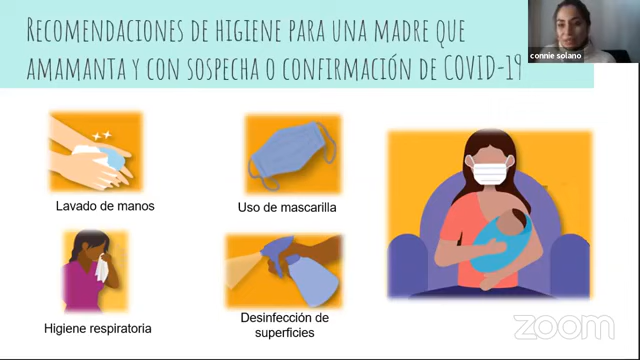 Recomendaciones de higiene para una madre que
amamanta y con sospecha o confirmación de COVID-19
connie solano
Lavado de manos
Uso de mascarilla
Higiene respiratoria
Desinfección de
superficies
zoom